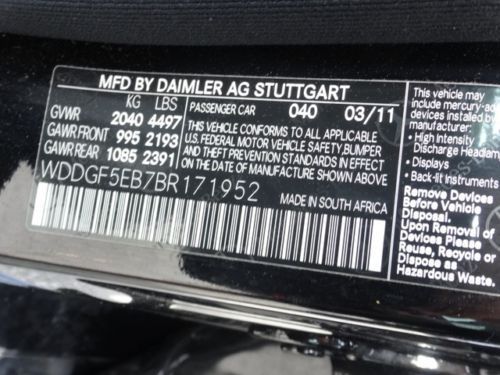 MFD BY DAIMLER AG STUTTGART
KG LBS
GVWR 2040 4497
GAWR FRONT 995 2193
GAWR REAR 1085 2391
PASSENGER CAR 040 03/11
THIS VEHICLE CONFORMS TO ALL APPLICABLE
U.S. FEDERAL MOTOR VEHICLE SAFETY, BUMPER
AND THEFT PREVENTION STANDARDS IN EFFECT
ON THE DATE OF MANUFACTURE SHOWN ABOVE.
WDDGF5EB7BR171952
MADE IN SOUTH AFRICA
This vehicle may
include mercury-ad
devices installed by
manufacturer:
• High Intensity
Discharge Headlam
• Displays
• Back-lit Instruments
Remove Devices
Before Vehicle
Disposal.
Upon Removal of
Devices Please
Reuse, Recycle or
Dispose as
Hazardous Waste.